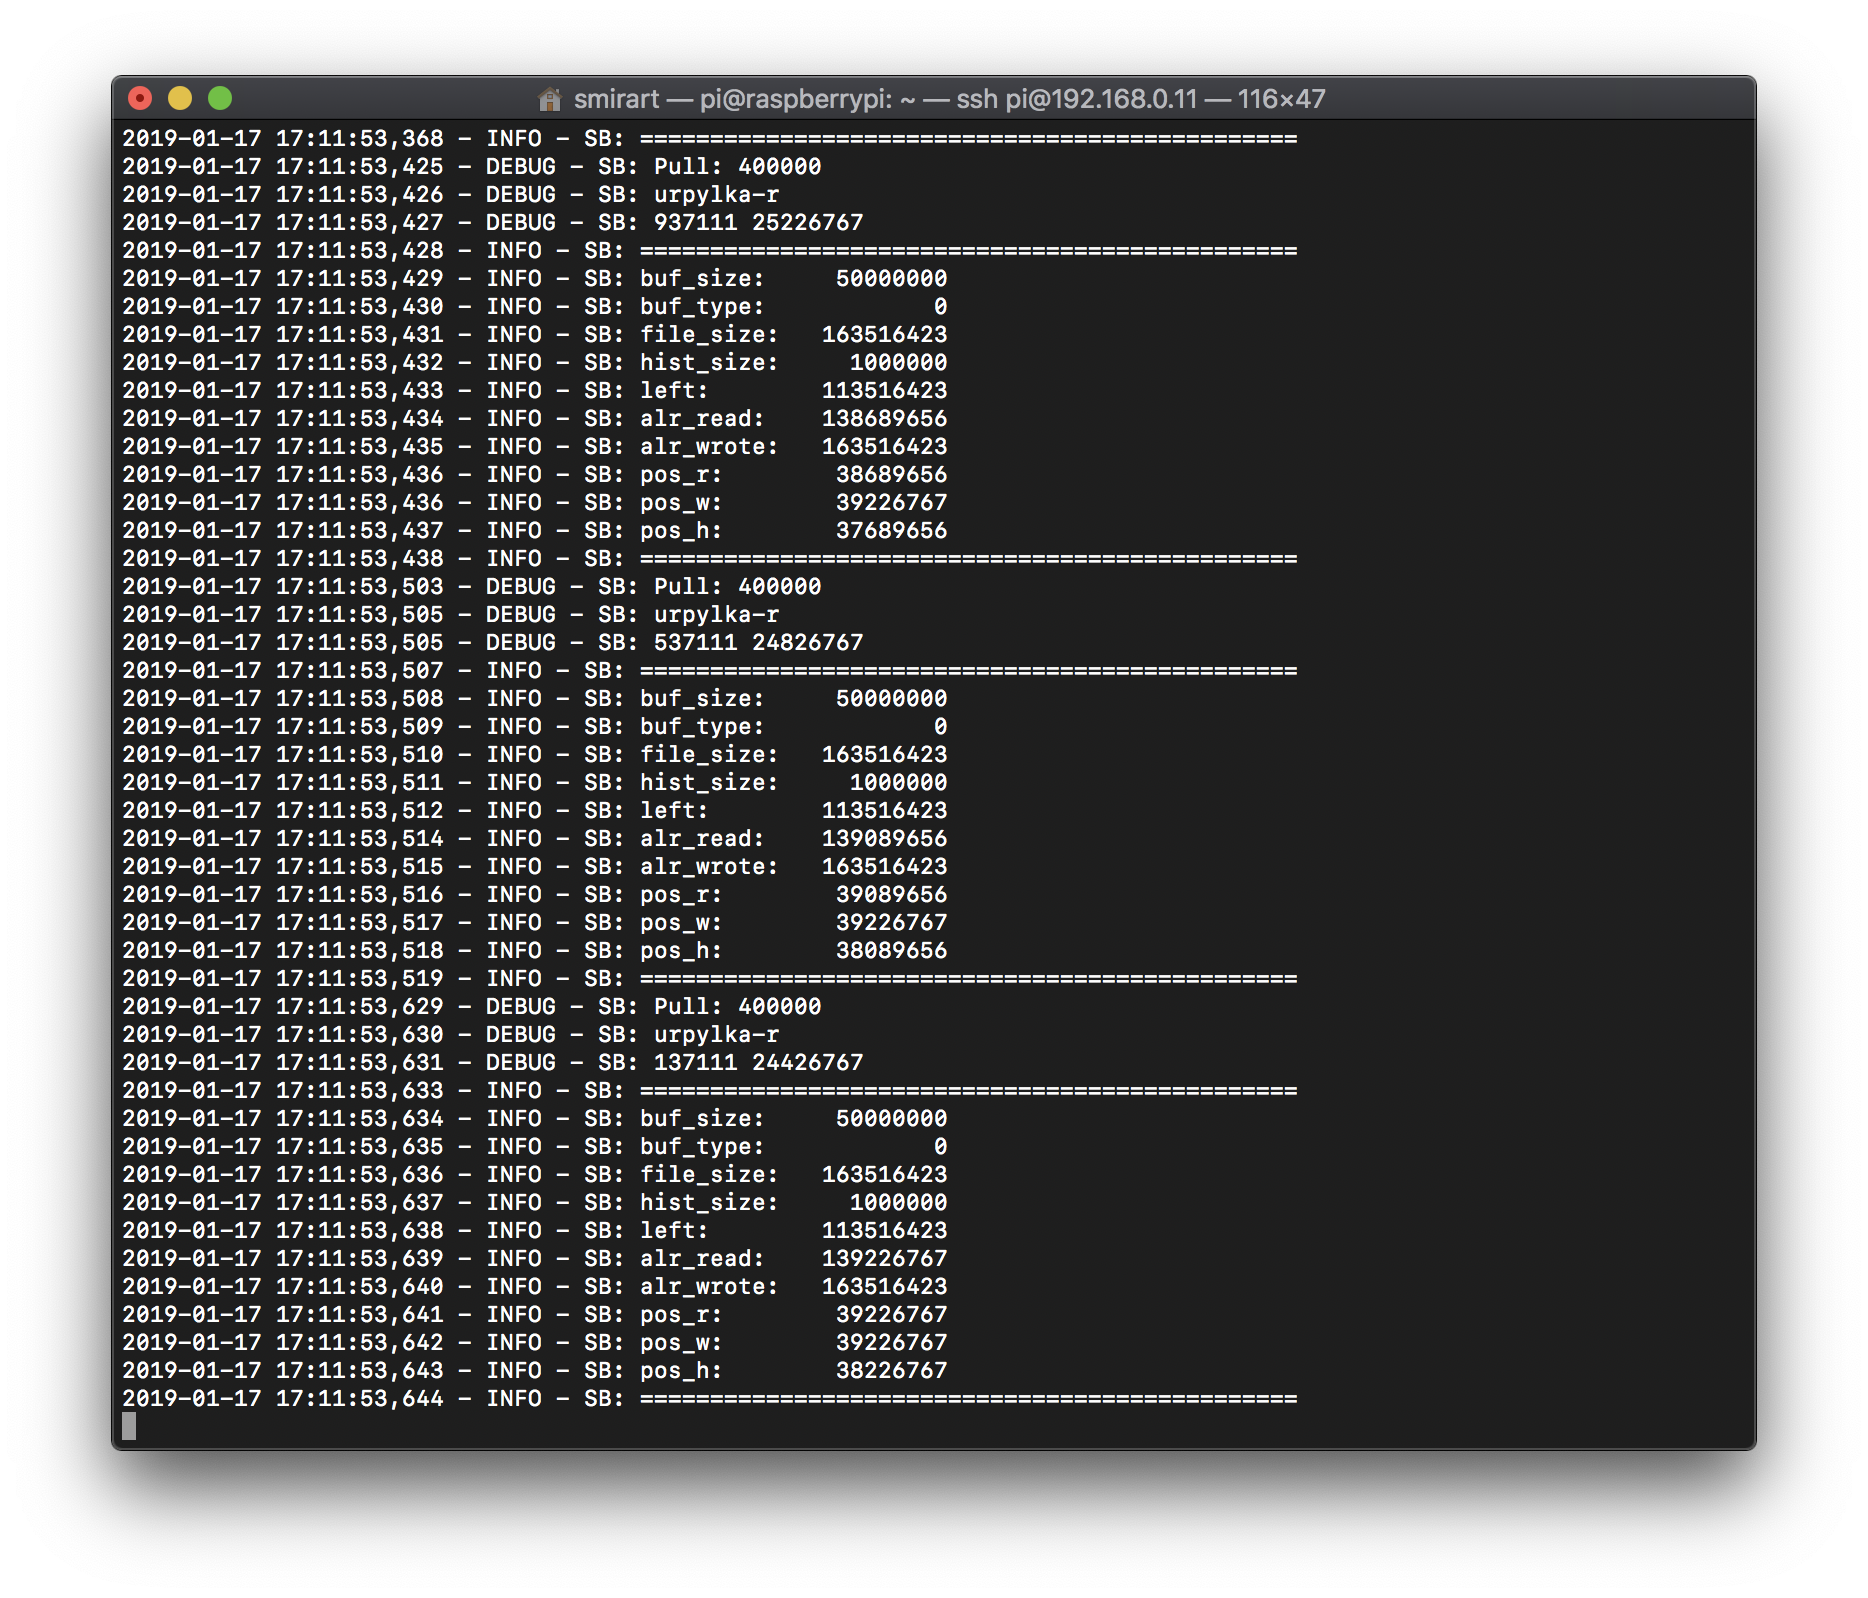 smirart — pi@raspberrypi: ~ — ssh pi@192.168.0.11 — 116×47
2019-01-17 17:11:53,368 - INFO - SB: ===============================================
2019-01-17 17:11:53,425 - DEBUG - SB: Pull: 400000
2019-01-17 17:11:53,426 - DEBUG - SB: urpylka-r
2019-01-17 17:11:53,427 - DEBUG - SB: 937111 25226767
2019-01-17 17:11:53,428 - INFO - SB: ===============================================
2019-01-17 17:11:53,429 - INFO - SB: buf_size:     50000000
2019-01-17 17:11:53,430 - INFO - SB: buf_type:            0
2019-01-17 17:11:53,431 - INFO - SB: file_size:   163516423
2019-01-17 17:11:53,432 - INFO - SB: hist_size:     1000000
2019-01-17 17:11:53,433 - INFO - SB: left:        113516423
2019-01-17 17:11:53,434 - INFO - SB: alr_read:    138689656
2019-01-17 17:11:53,435 - INFO - SB: alr_wrote:   163516423
2019-01-17 17:11:53,436 - INFO - SB: pos_r:        38689656
2019-01-17 17:11:53,436 - INFO - SB: pos_w:        39226767
2019-01-17 17:11:53,437 - INFO - SB: pos_h:        37689656
2019-01-17 17:11:53,438 - INFO - SB: ===============================================
2019-01-17 17:11:53,503 - DEBUG - SB: Pull: 400000
2019-01-17 17:11:53,505 - DEBUG - SB: urpylka-r
2019-01-17 17:11:53,505 - DEBUG - SB: 537111 24826767
2019-01-17 17:11:53,507 - INFO - SB: ===============================================
2019-01-17 17:11:53,508 - INFO - SB: buf_size:     50000000
2019-01-17 17:11:53,509 - INFO - SB: buf_type:            0
2019-01-17 17:11:53,510 - INFO - SB: file_size:   163516423
2019-01-17 17:11:53,511 - INFO - SB: hist_size:     1000000
2019-01-17 17:11:53,512 - INFO - SB: left:        113516423
2019-01-17 17:11:53,514 - INFO - SB: alr_read:    139089656
2019-01-17 17:11:53,515 - INFO - SB: alr_wrote:   163516423
2019-01-17 17:11:53,516 - INFO - SB: pos_r:        39089656
2019-01-17 17:11:53,517 - INFO - SB: pos_w:        39226767
2019-01-17 17:11:53,518 - INFO - SB: pos_h:        38089656
2019-01-17 17:11:53,519 - INFO - SB: ===============================================
2019-01-17 17:11:53,629 - DEBUG - SB: Pull: 400000
2019-01-17 17:11:53,630 - DEBUG - SB: urpylka-r
2019-01-17 17:11:53,631 - DEBUG - SB: 137111 24426767
2019-01-17 17:11:53,633 - INFO - SB: ===============================================
2019-01-17 17:11:53,634 - INFO - SB: buf_size:     50000000
2019-01-17 17:11:53,635 - INFO - SB: buf_type:            0
2019-01-17 17:11:53,636 - INFO - SB: file_size:   163516423
2019-01-17 17:11:53,637 - INFO - SB: hist_size:     1000000
2019-01-17 17:11:53,638 - INFO - SB: left:        113516423
2019-01-17 17:11:53,639 - INFO - SB: alr_read:    139226767
2019-01-17 17:11:53,640 - INFO - SB: alr_wrote:   163516423
2019-01-17 17:11:53,641 - INFO - SB: pos_r:        39226767
2019-01-17 17:11:53,642 - INFO - SB: pos_w:        39226767
2019-01-17 17:11:53,643 - INFO - SB: pos_h:        38226767
2019-01-17 17:11:53,644 - INFO - SB: ===============================================